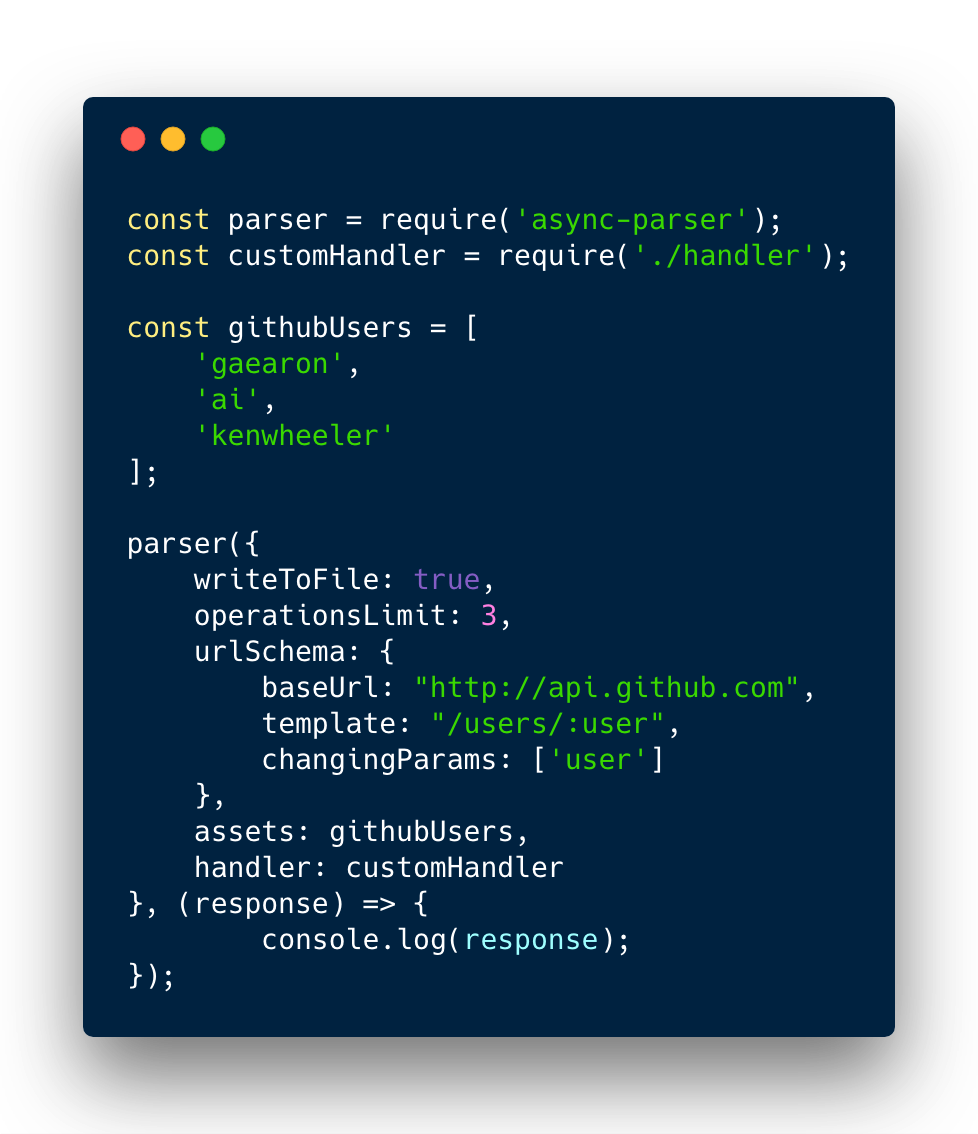 const parser = require('async-parser');
const customHandler = require('./handler');

const githubUsers = [
    'gaearon',
    'ai',
    'kenwheeler'
];

parser({
    writeToFile: true,
    operationsLimit: 3,
    urlSchema: {
        baseUrl: "http://api.github.com",
        template: "/users/:user",
        changingParams: ['user']
    },
    assets: githubUsers,
    handler: customHandler
}, (response) => {
        console.log(response);
});